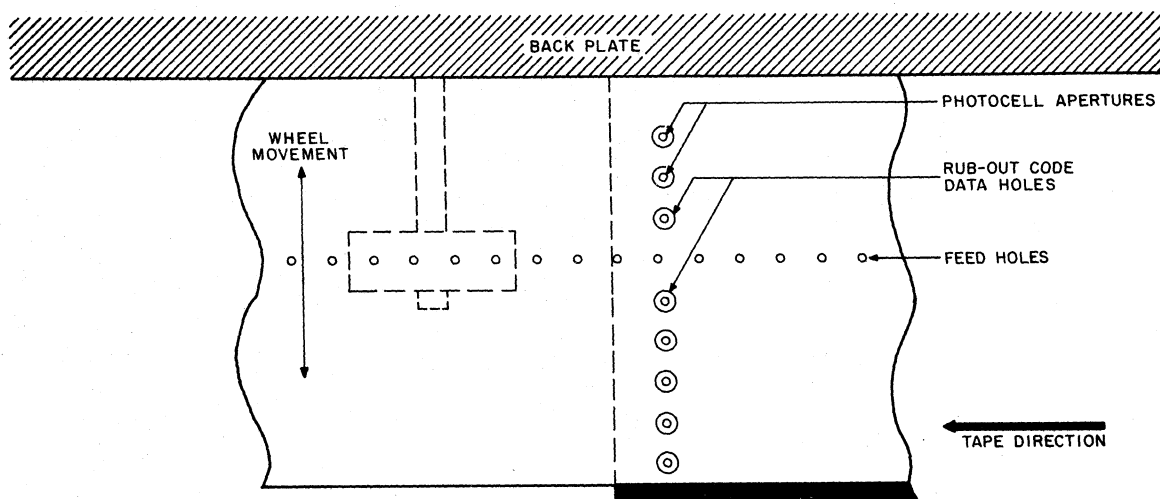 BACK PLATE
PHOTOCELL APERTURES
WHEEL
MOVEMENT
RUB-OUT CODE
DATA HOLES
FEED HOLES
TAPE DIRECTION